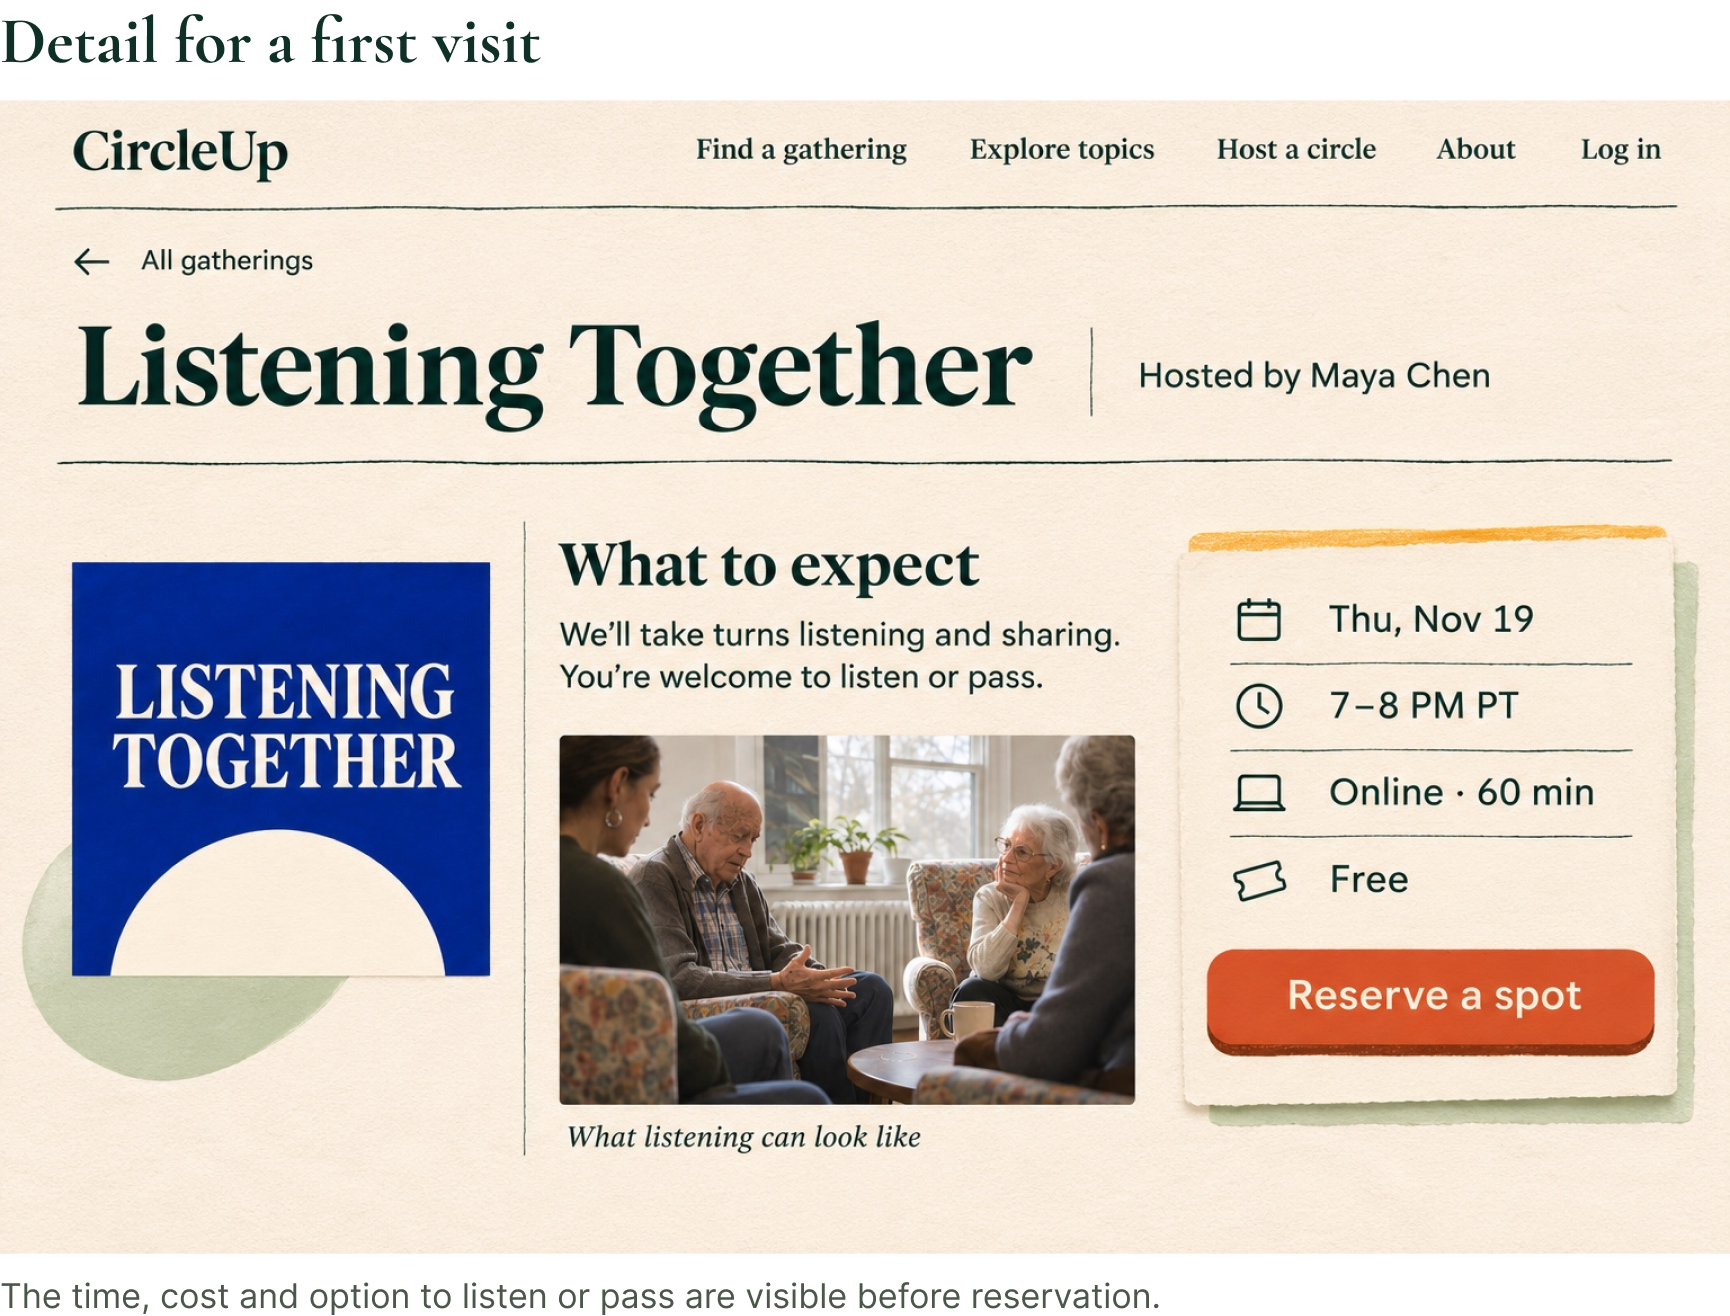 Detail for a first visit
CircleUp
Find a gathering
Explore topics
Host a circle
About
Log in
← All gatherings
Listening Together
Hosted by Maya Chen
LISTENING
TOGETHER
What to expect
We’ll take turns listening and sharing.
You’re welcome to listen or pass.
What listening can look like
Thu, Nov 19
7–8 PM PT
Online · 60 min
Free
Reserve a spot
The time, cost and option to listen or pass are visible before reservation.